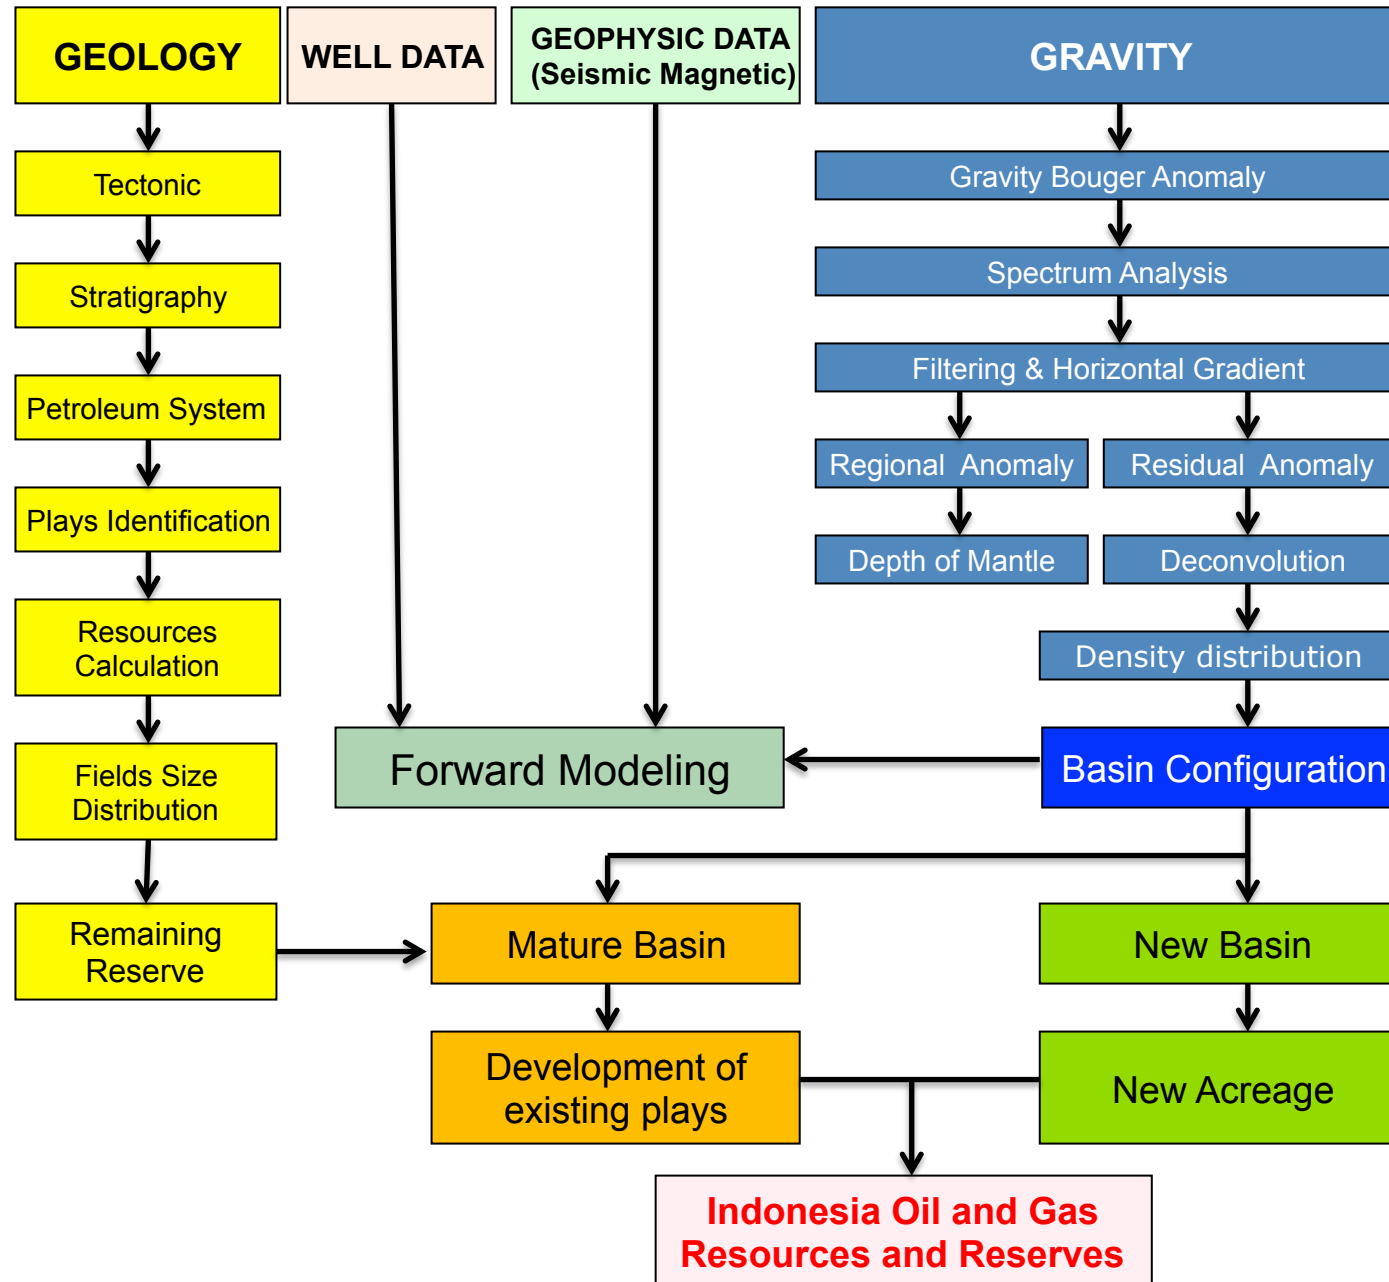 GEOLOGY
WELL DATA
GEOPHYSIC DATA
(Seismic Magnetic)
GRAVITY
Tectonic
Stratigraphy
Petroleum System
Plays Identification
Resources
Calculation
Fields Size
Distribution
Remaining
Reserve
Gravity Bouger Anomaly
Spectrum Analysis
Filtering & Horizontal Gradient
Regional Anomaly
Residual Anomaly
Depth of Mantle
Deconvolution
Density distribution
Forward Modeling
Basin Configuration
Mature Basin
New Basin
Development of
existing plays
New Acreage
Indonesia Oil and Gas
Resources and Reserves